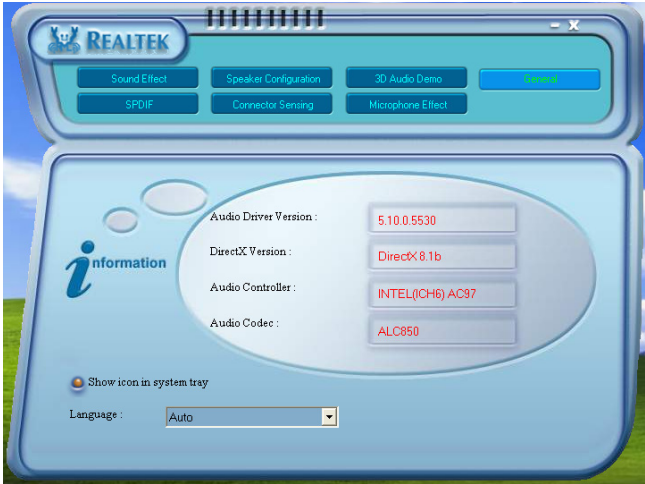 REALTEK
- X
Sound Effect
Speaker Configuration
3D Audio Demo
General
SPDIF
Connector Sensing
Microphone Effect
information
Audio Driver Version :
5.10.0.5530
DirectX Version :
DirectX 8.1b
Audio Controller :
INTEL(ICH6) AC97
Audio Codec :
ALC850
Show icon in system tray
Language :
Auto